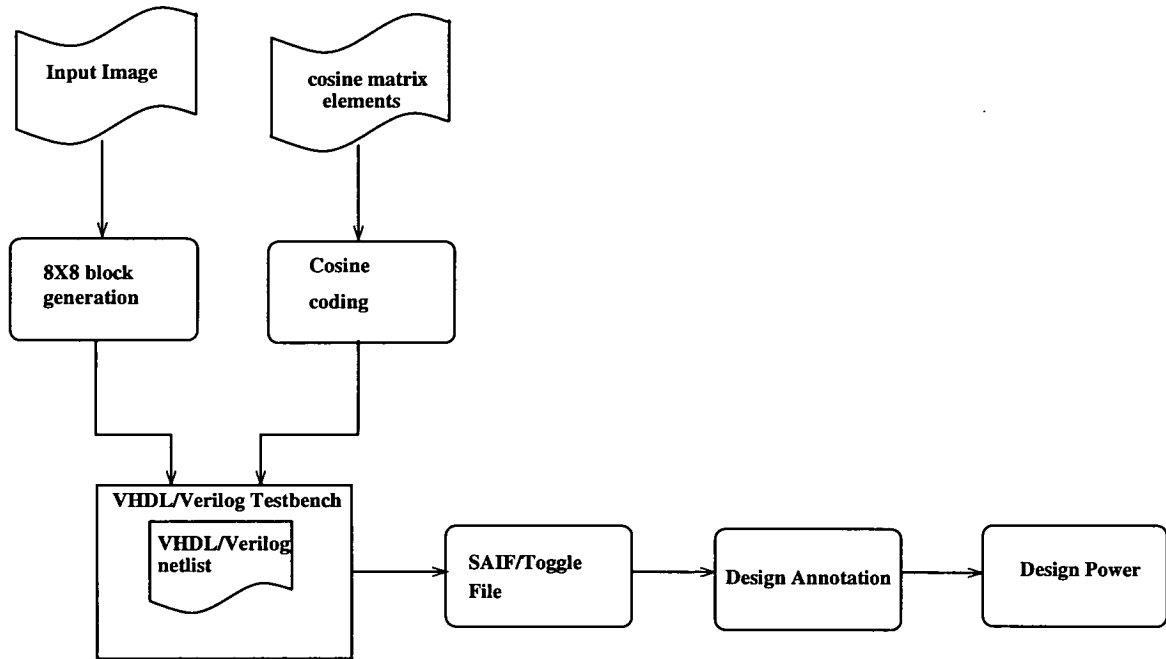 Input Image
cosine matrix
elements
8X8 block
generation
Cosine
coding
VHDL/Verilog Testbench
VHDL/Verilog
netlist
SAIF/Toggle
File
Design Annotation
Design Power